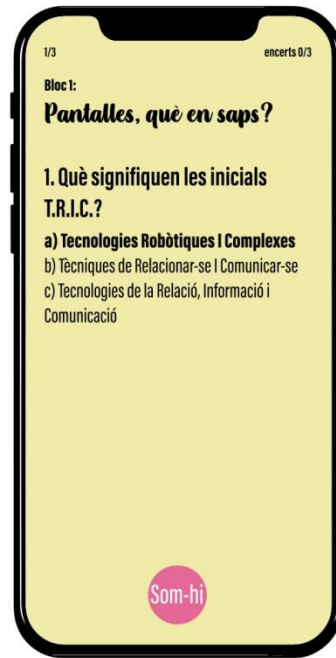 1/3 encerts 0/3
Bloc 1:
Pantalles, què en saps?
1. Què signifiquen les inicials
T.R.I.C.?
a) Tecnologies Robòtiques I Complexes
b) Tècniques de Relacionar-se I Comunicar-se
c) Tecnologies de la Relació, Informació i
Comunicació
Som-hi